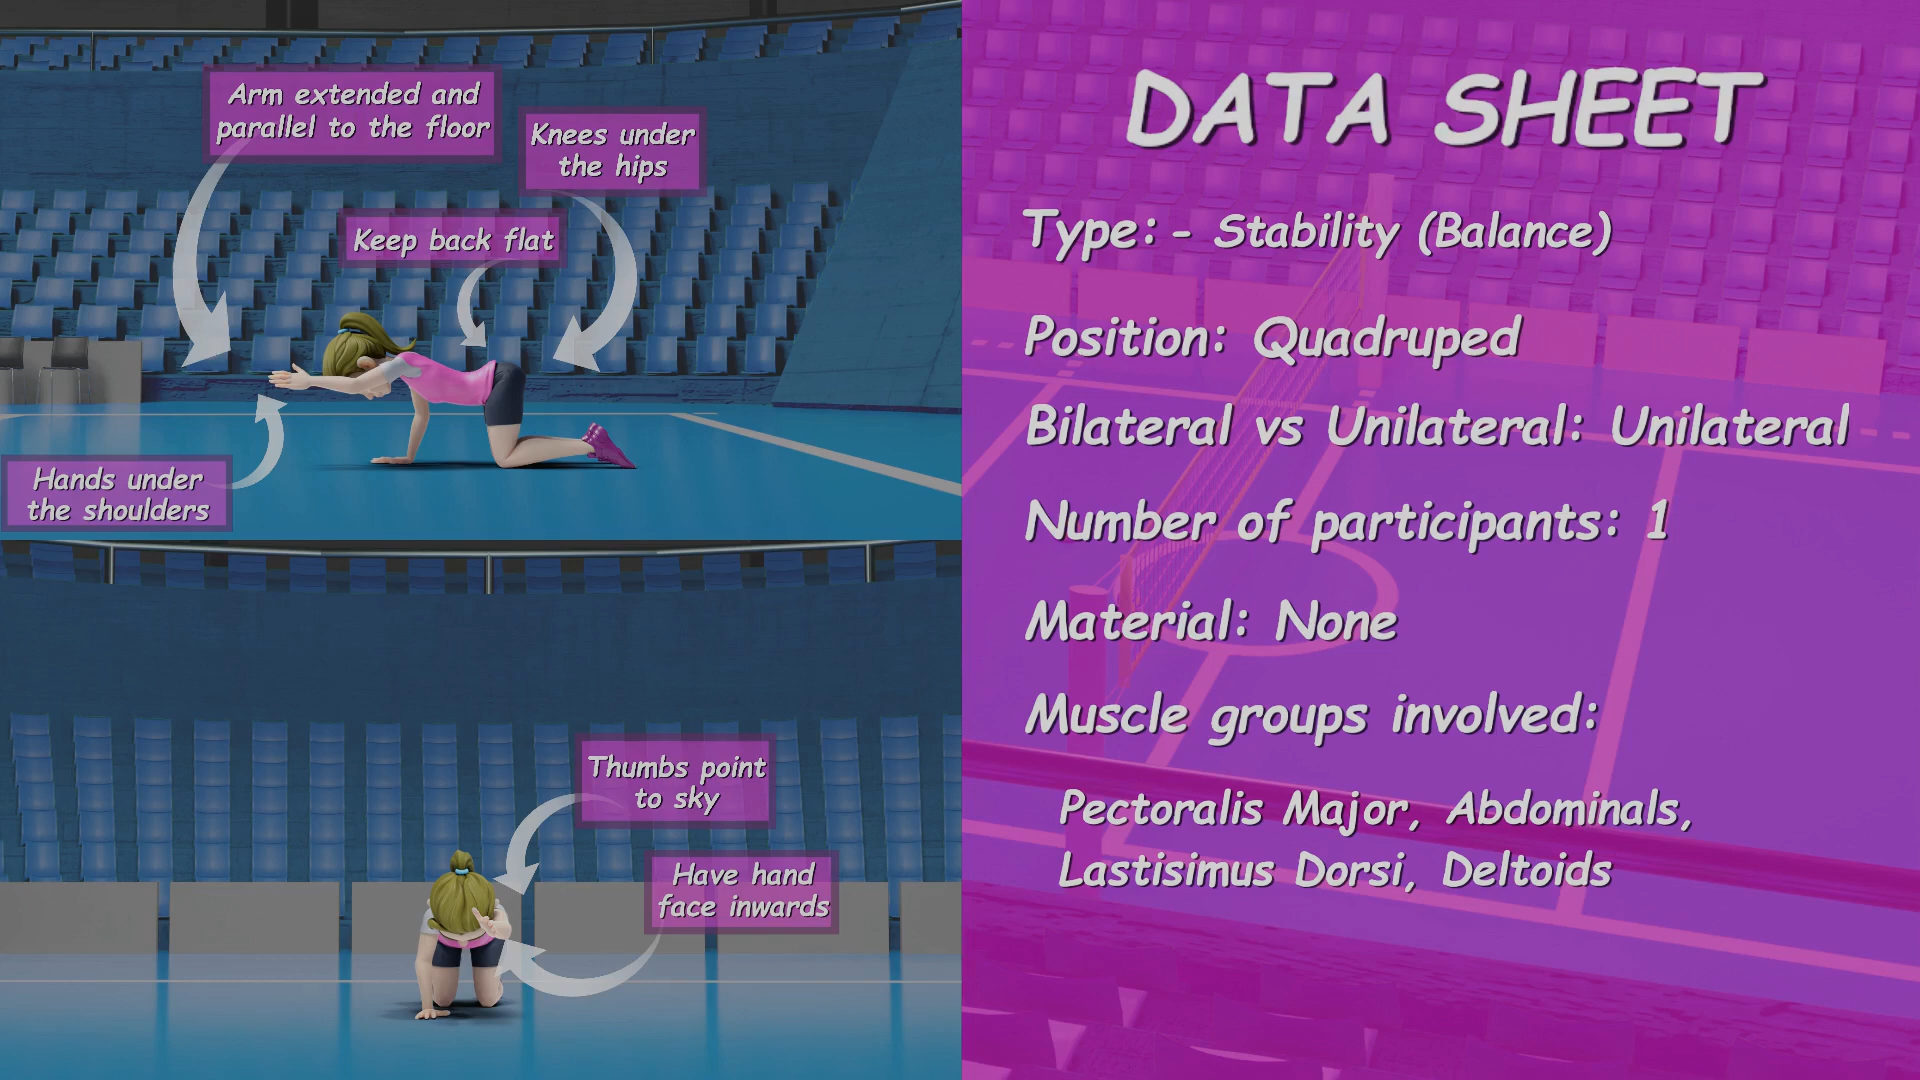 Arm extended and
parallel to the floor
Knees under
the hips
Keep back flat
Hands under
the shoulders
Thumbs point
to sky
Have hand
face inwards
DATA SHEET
Type: - Stability (Balance)
Position: Quadruped
Bilateral vs Unilateral: Unilateral
Number of participants: 1
Material: None
Muscle groups involved:
Pectoralis Major, Abdominals,
Lastisimus Dorsi, Deltoids